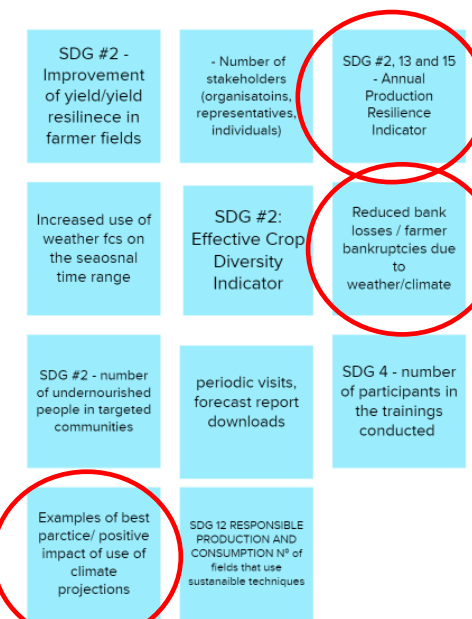 SDG #2 -
Improvement
of yield/yield
resilinece in
farmer fields
- Number of
stakeholders
(organisatoins,
representatives,
individuals)
SDG #2, 13 and 15
- Annual
Production
Resilience
Indicator
Increased use of
weather fcs on
the seaosnal
time range
SDG #2:
Effective Crop
Diversity
Indicator
Reduced bank
losses / farmer
bankruptcies due
to
weather/climate
SDG #2 - number
of undernourished
people in targeted
communities
periodic visits,
forecast report
downloads
SDG 4 - number
of participants in
the trainings
conducted
Examples of best
parctice/ positive
impact of use of
climate
projections
SDG 12 RESPONSIBLE
PRODUCTION AND
CONSUMPTION Nº of
fields that use
sustanaible techniques